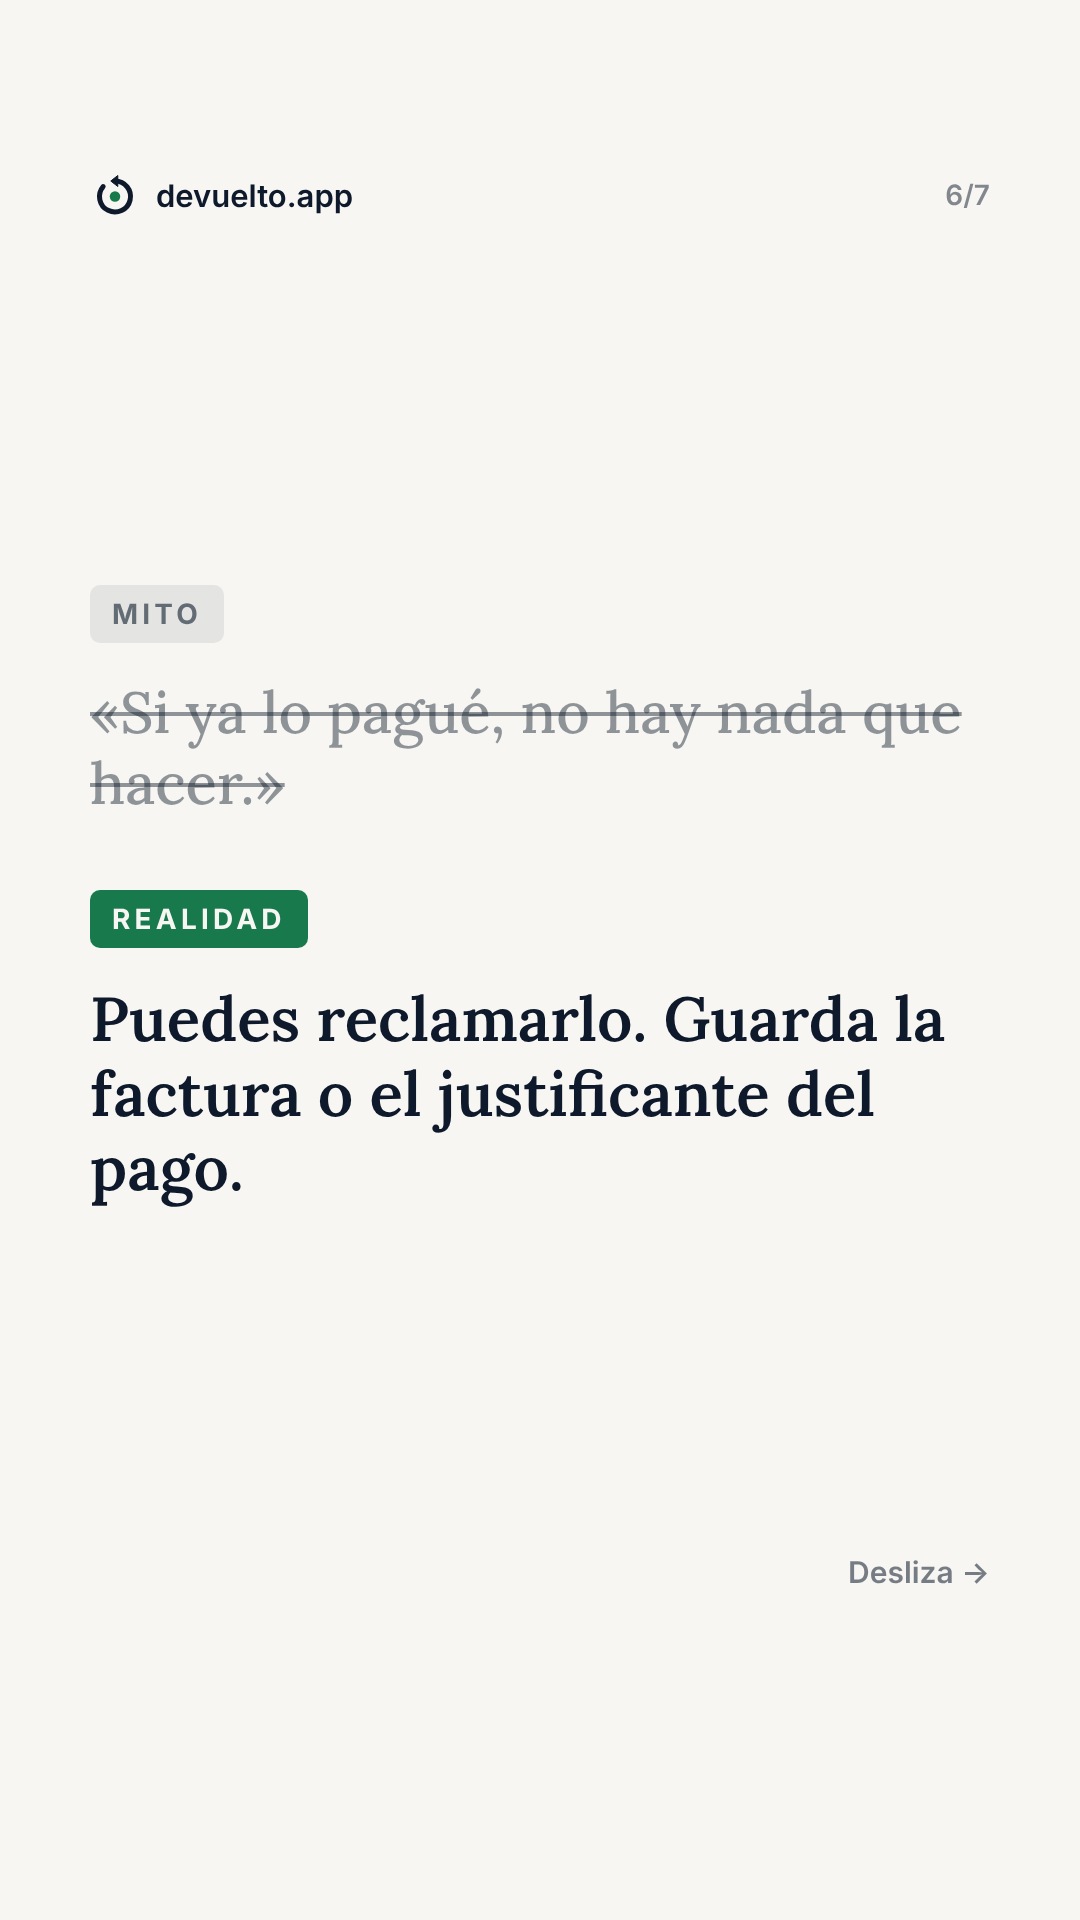 devuelto.app
6/7
MITO
«Si ya lo pagué, no hay nada que
hacer.»
REALIDAD
Puedes reclamarlo. Guarda la
factura o el justificante del
pago.
Desliza →